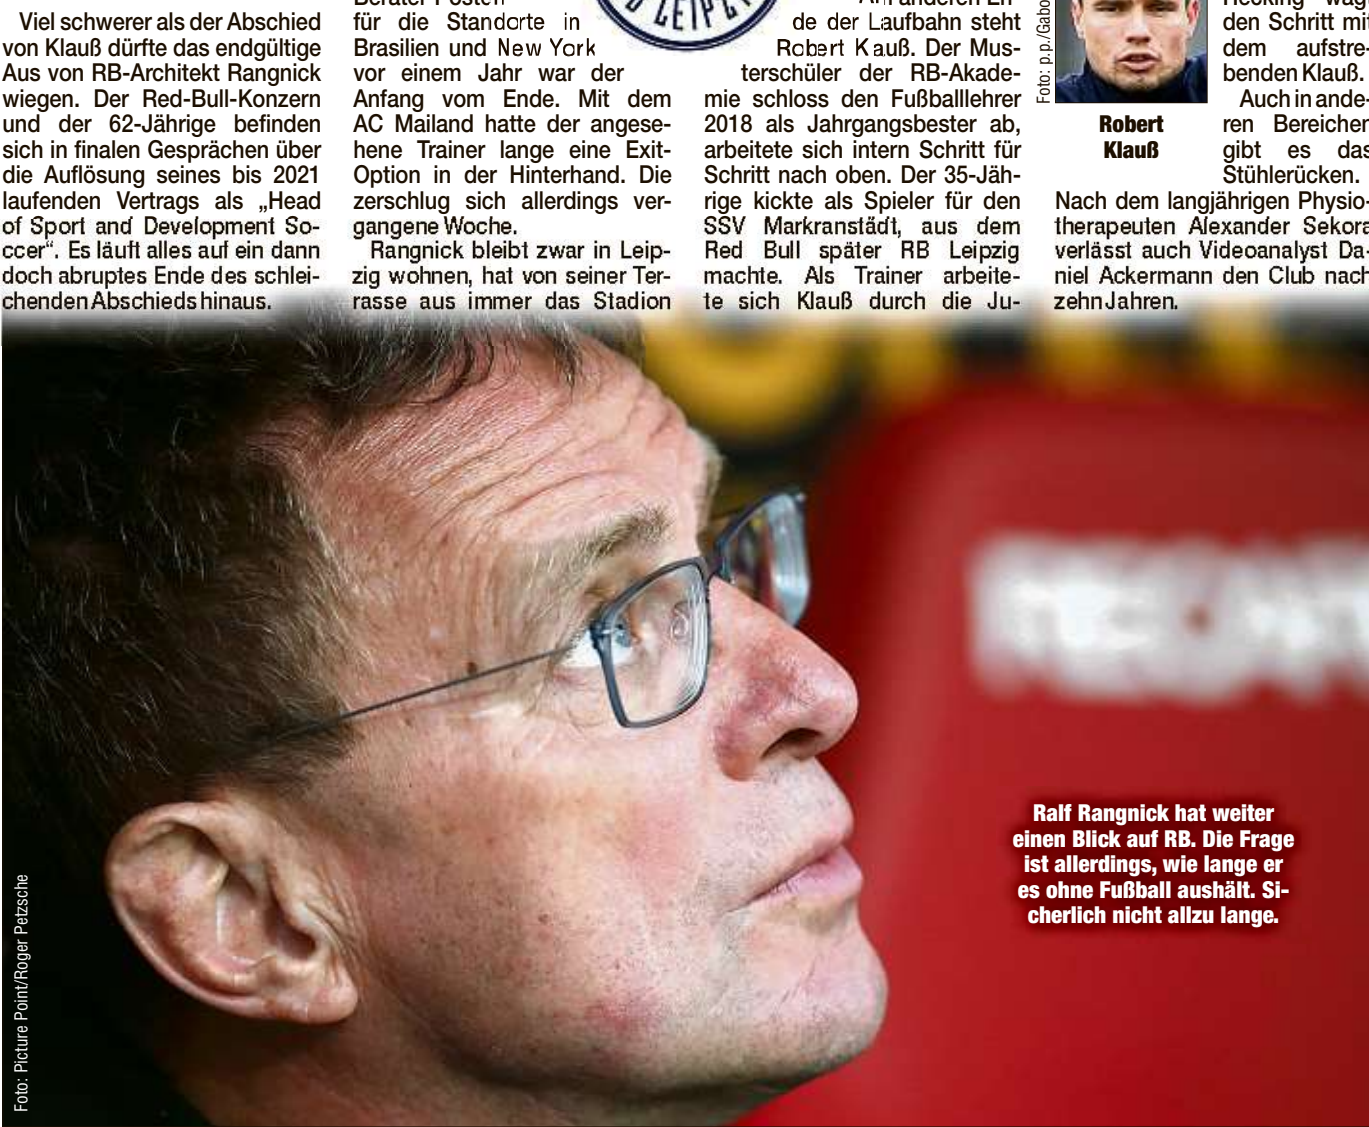 Viel schwerer als der Abschied
von Klauß dürfte das endgültige
Aus von RB-Architekt Rangnick
wiegen. Der Red-Bull-Konzern
und der 62-Jährige befinden
sich in finalen Gesprächen über
die Auflösung seines bis 2021
laufenden Vertrags als „Head
of Sport and Development So-
ccer“. Es läuft alles auf ein dann
doch abruptes Ende des schlei-
chenden Abschieds hinaus.
Berater-Posten
für die Standorte in
Brasilien und New York
vor einem Jahr war der
Anfang vom Ende. Mit dem
AC Mailand hatte der angese-
hene Trainer lange eine Exit-
Option in der Hinterhand. Die
zerschlug sich allerdings ver-
gangene Woche.
Rangnick bleibt zwar in Leip-
zig wohnen, hat von seiner Ter-
rasse aus immer das Stadion
LEIPZIG
Am anderen En-
de der Laufbahn steht
Robert Kauß. Der Mus-
terschüler der RB-Akade-
mie schloss den Fußballlehrer
2018 als Jahrgangsbester ab,
arbeitete sich intern Schritt für
Schritt nach oben. Der 35-Jäh-
rige kickte als Spieler für den
SSV Markranstädt, aus dem
Red Bull später RB Leipzig
machte. Als Trainer arbeite-
te sich Klauß durch die Ju-
Foto: p.p./Gabo
Robert
Klauß
Hecking wag
den Schritt mit
dem aufstre-
benden Klauß.
Auch in ande-
ren Bereichen
gibt es das
Stühlerücken.
Nach dem langjährigen Physio-
therapeuten Alexander Sekora
verlässt auch Videoanalyst Da-
niel Ackermann den Club nach
zehn Jahren.
Ralf Rangnick hat weiter
einen Blick auf RB. Die Frage
ist allerdings, wie lange er
es ohne Fußball aushält. Si-
cherlich nicht allzu lange.
Foto: Picture Point/Roger Petzsche